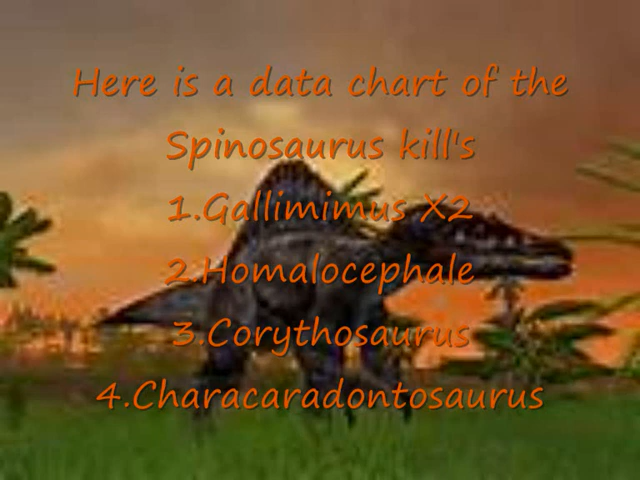 Here is a data chart of the
Spinosaurus kill's
1.Gallimimus X2
2.Homalocephale
3.Corythosaurus
4.Characaradontosaurus